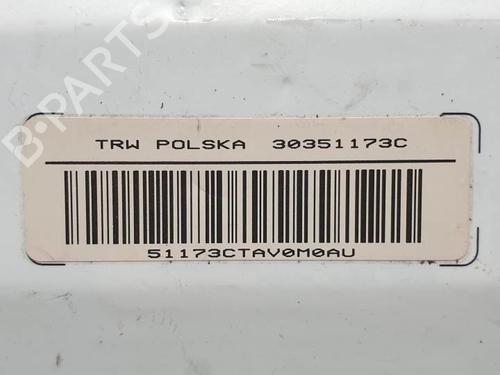 B-PARTS
TRW POLSKA 30351173C
51173CTAV0M0AU